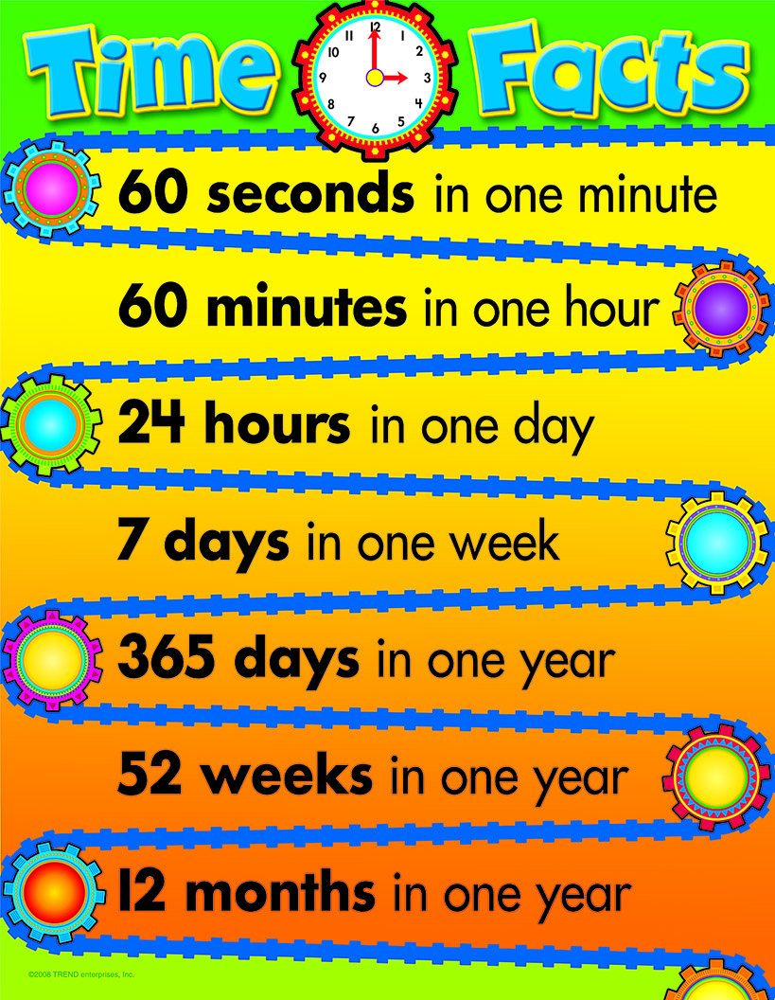 Time Facts
12
11 1
10 2
9 3
8 4
7 5
6
60 seconds in one minute
60 minutes in one hour
24 hours in one day
7 days in one week
365 days in one year
52 weeks in one year
12 months in one year
©2008 TREND enterprises, Inc.